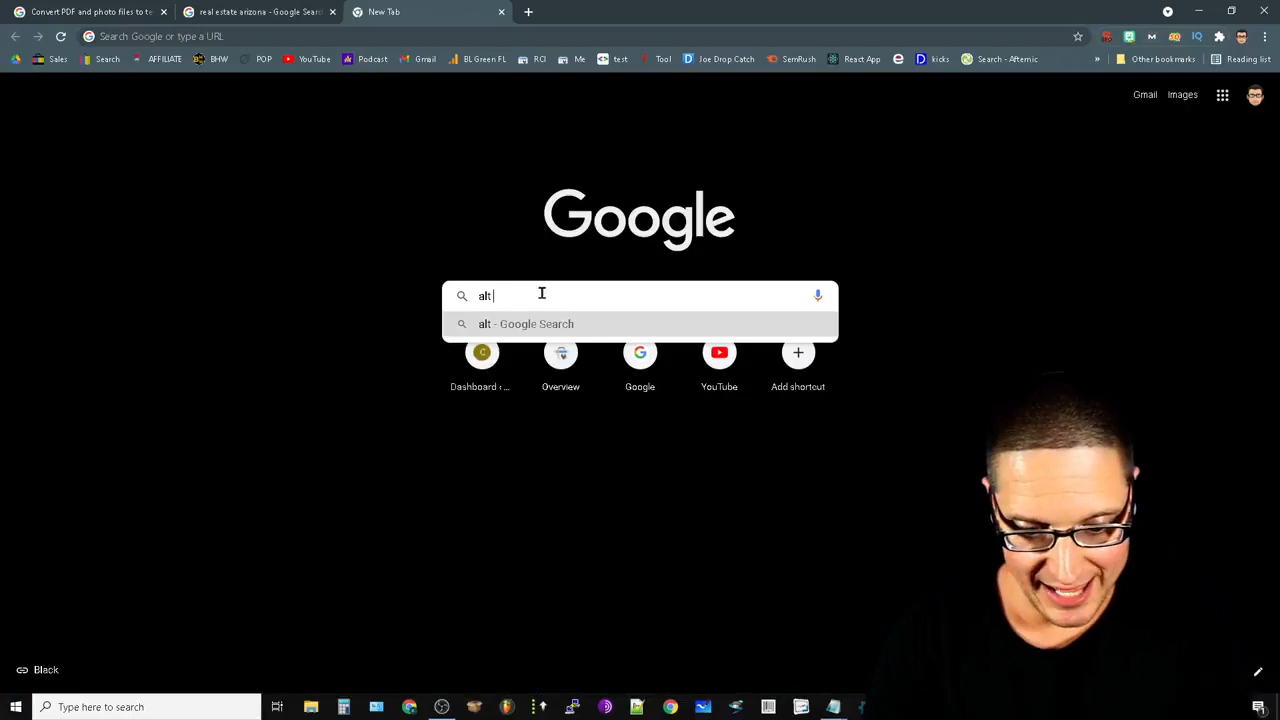 Convert PDF and photo files to te
real estate arizona - Google Searc
New Tab
Search Google or type a URL
Sales
Search
AFFILIATE
BHW
POP
YouTube
Podcast
Gmail
BL Green FL
RCI
Me
test
Tool
Joe Drop Catch
SemRush
React App
kicks
Search - Afternic
»
Other bookmarks
Reading list
Gmail
Images
Google
alt
alt - Google Search
C
Dashboard ‹ ...
Overview
Google
YouTube
Add shortcut
Black
Type here to search